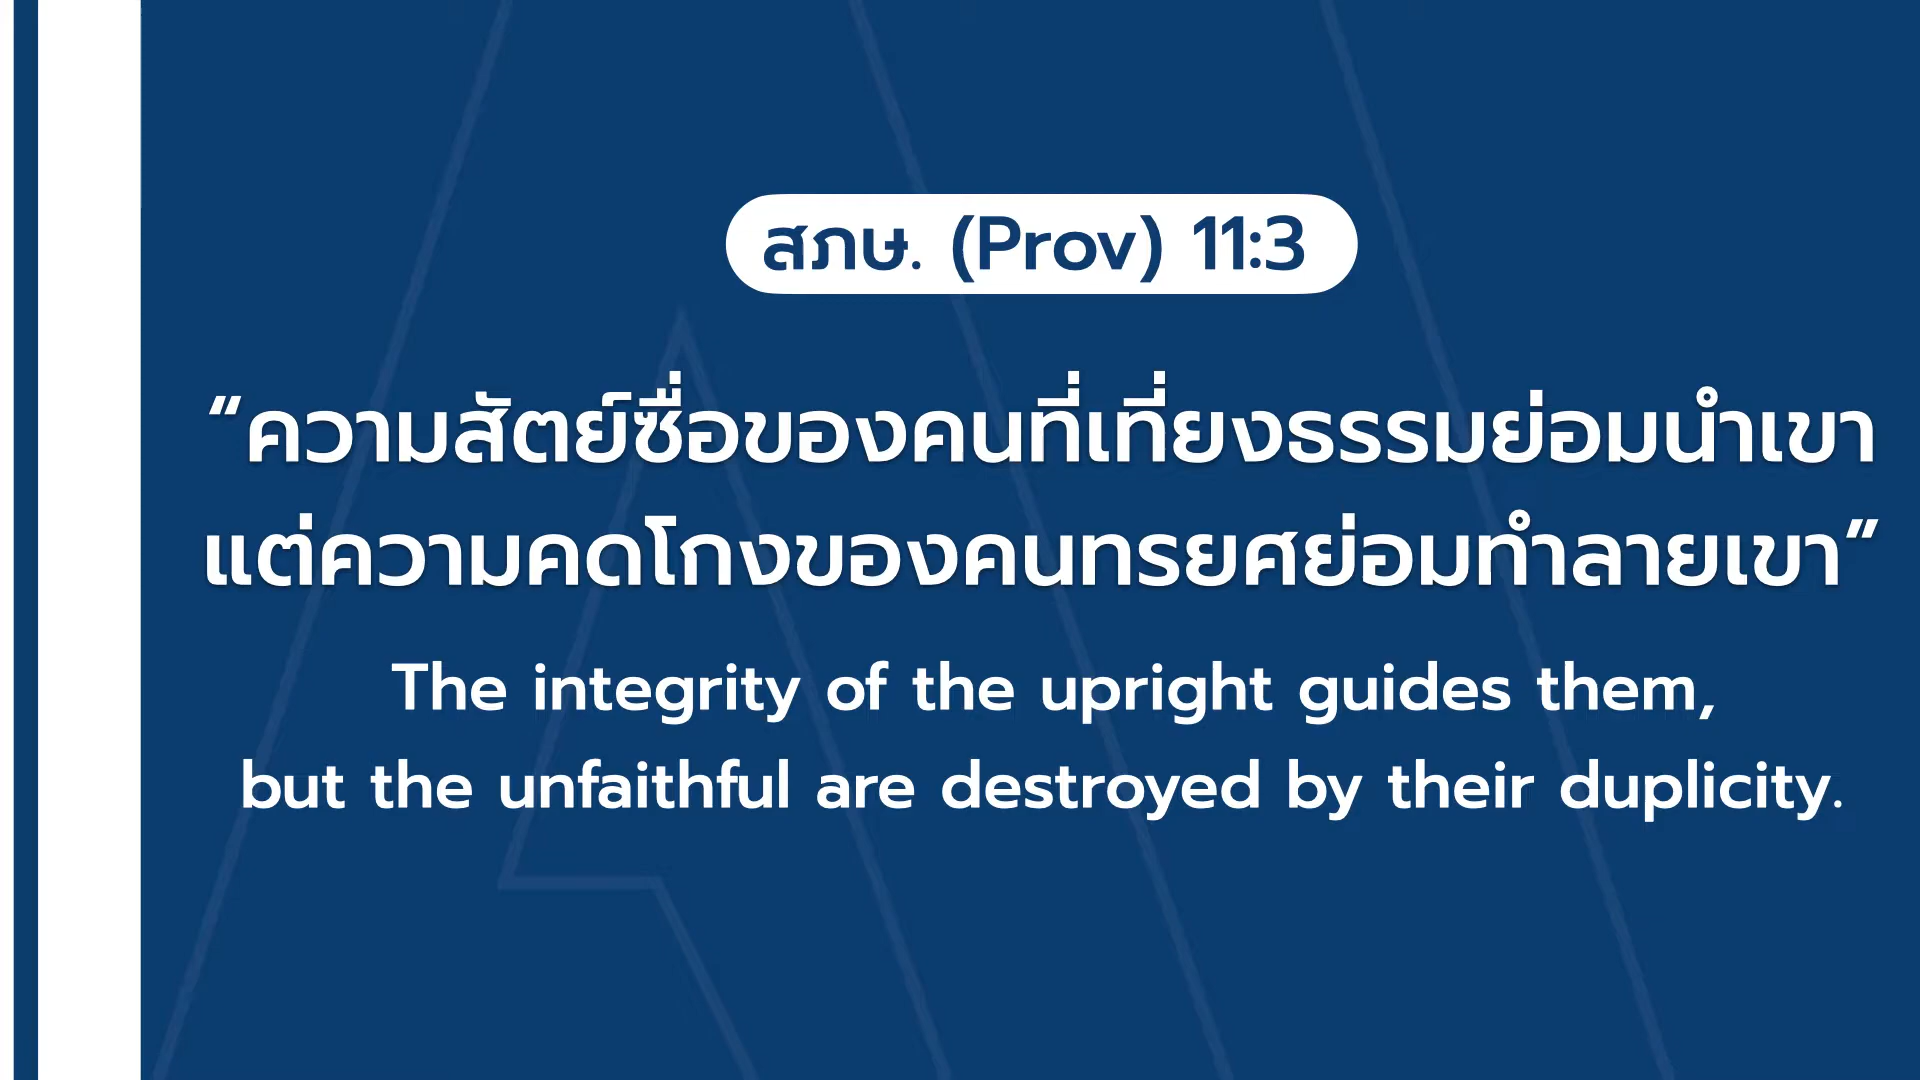 สภษ. (Prov) 11:3
“ความสัตย์ซื่อของคนที่เที่ยงธรรมย่อมนำเขา
แต่ความคดโกงของคนทรยศย่อมทำลายเขา”
The integrity of the upright guides them,
but the unfaithful are destroyed by their duplicity.